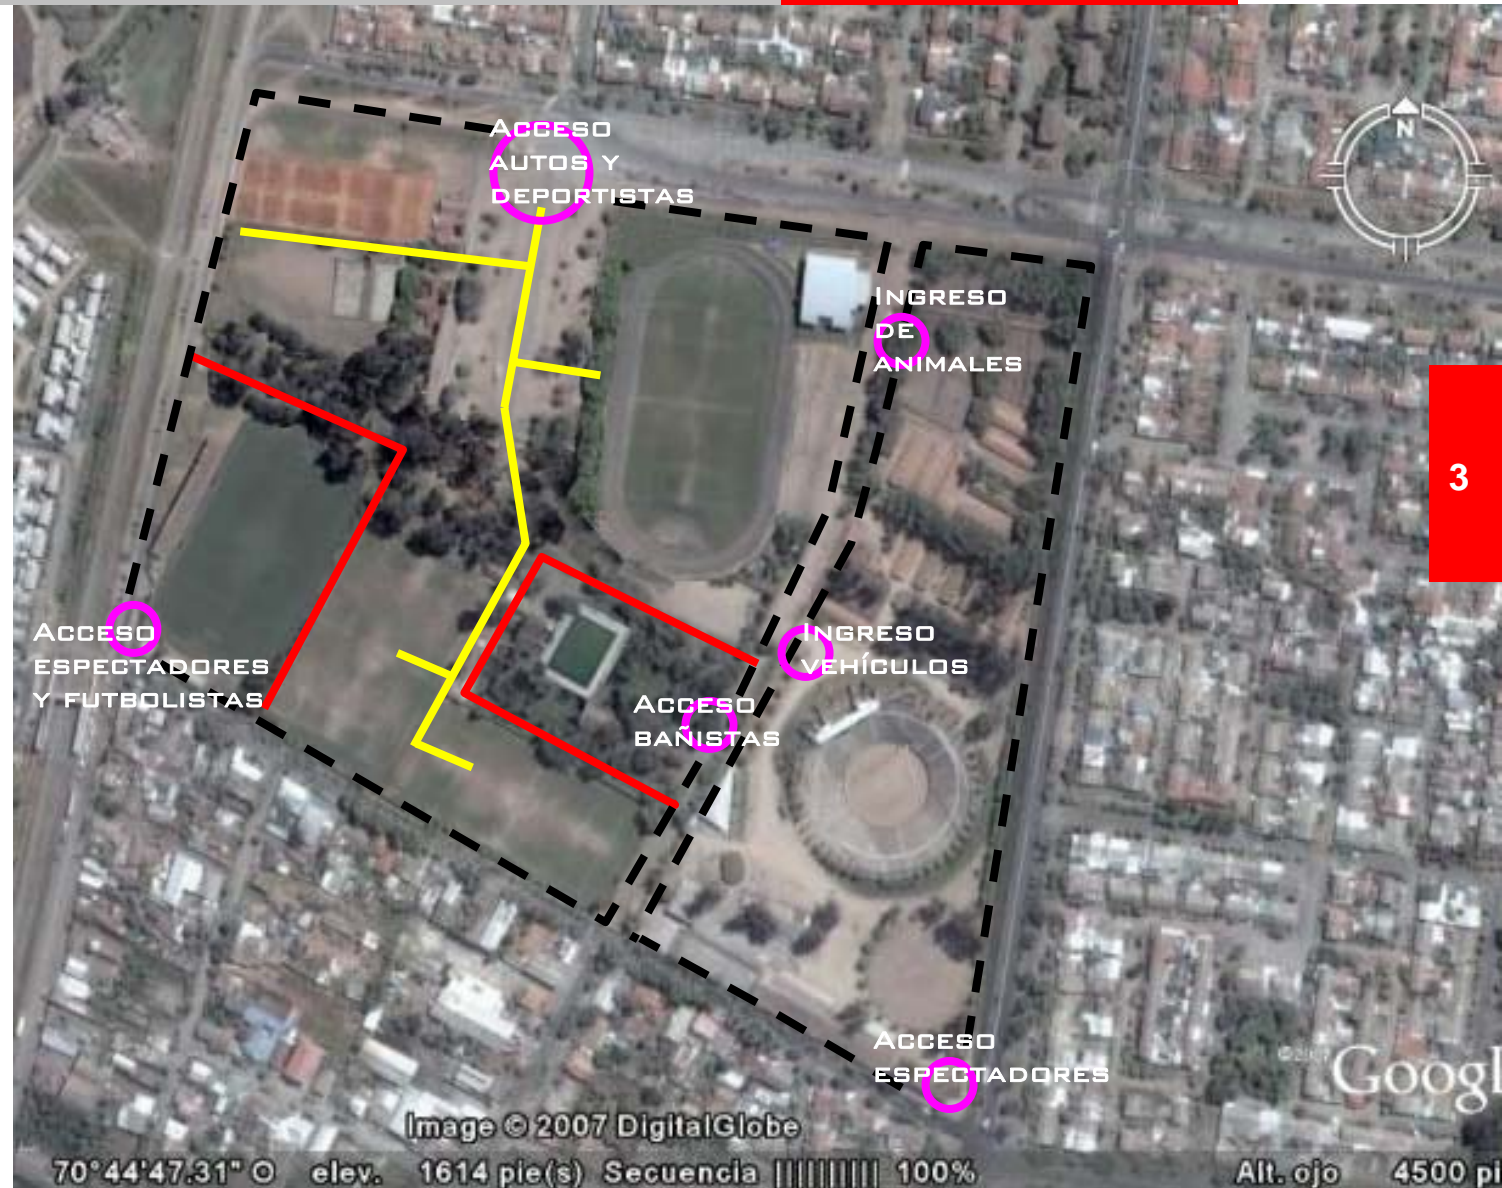 Acceso
autos y
deportistas
N
Ingreso
de
animales
3
Acceso
espectadores
y futbolistas
Ingreso
vehículos
Acceso
bañistas
Acceso
espectadores
Googl
Image © 2007 DigitalGlobe
70°44'47.31" O elev. 1614 pie(s) Secuencia |||||||||| 100% Alt. ojo 4500 pi